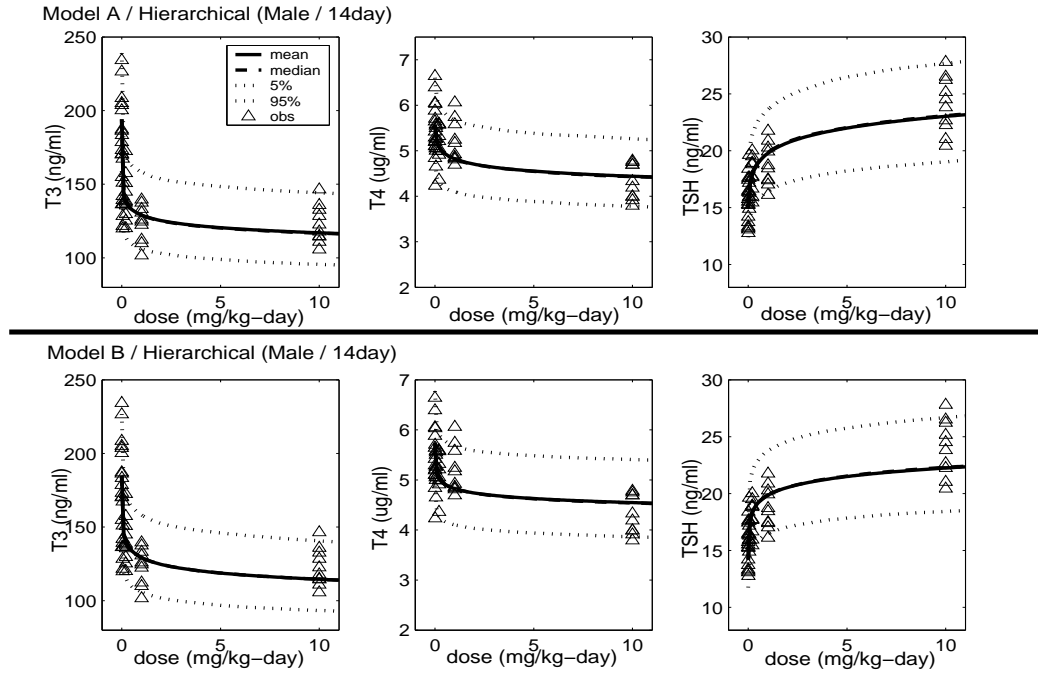 Model A / Hierarchical (Male / 14day)
250
200
150
100
0 5 10
T3 (ng/ml)
dose (mg/kg−day)
mean
median
5%
95%
obs
7
6
5
4
3
2
0 5 10
T4 (ug/ml)
dose (mg/kg−day)
30
25
20
15
10
0 5 10
TSH (ng/ml)
dose (mg/kg−day)
Model B / Hierarchical (Male / 14day)
250
200
150
100
0 5 10
T3 (ng/ml)
dose (mg/kg−day)
7
6
5
4
3
2
0 5 10
T4 (ug/ml)
dose (mg/kg−day)
30
25
20
15
10
0 5 10
TSH (ng/ml)
dose (mg/kg−day)